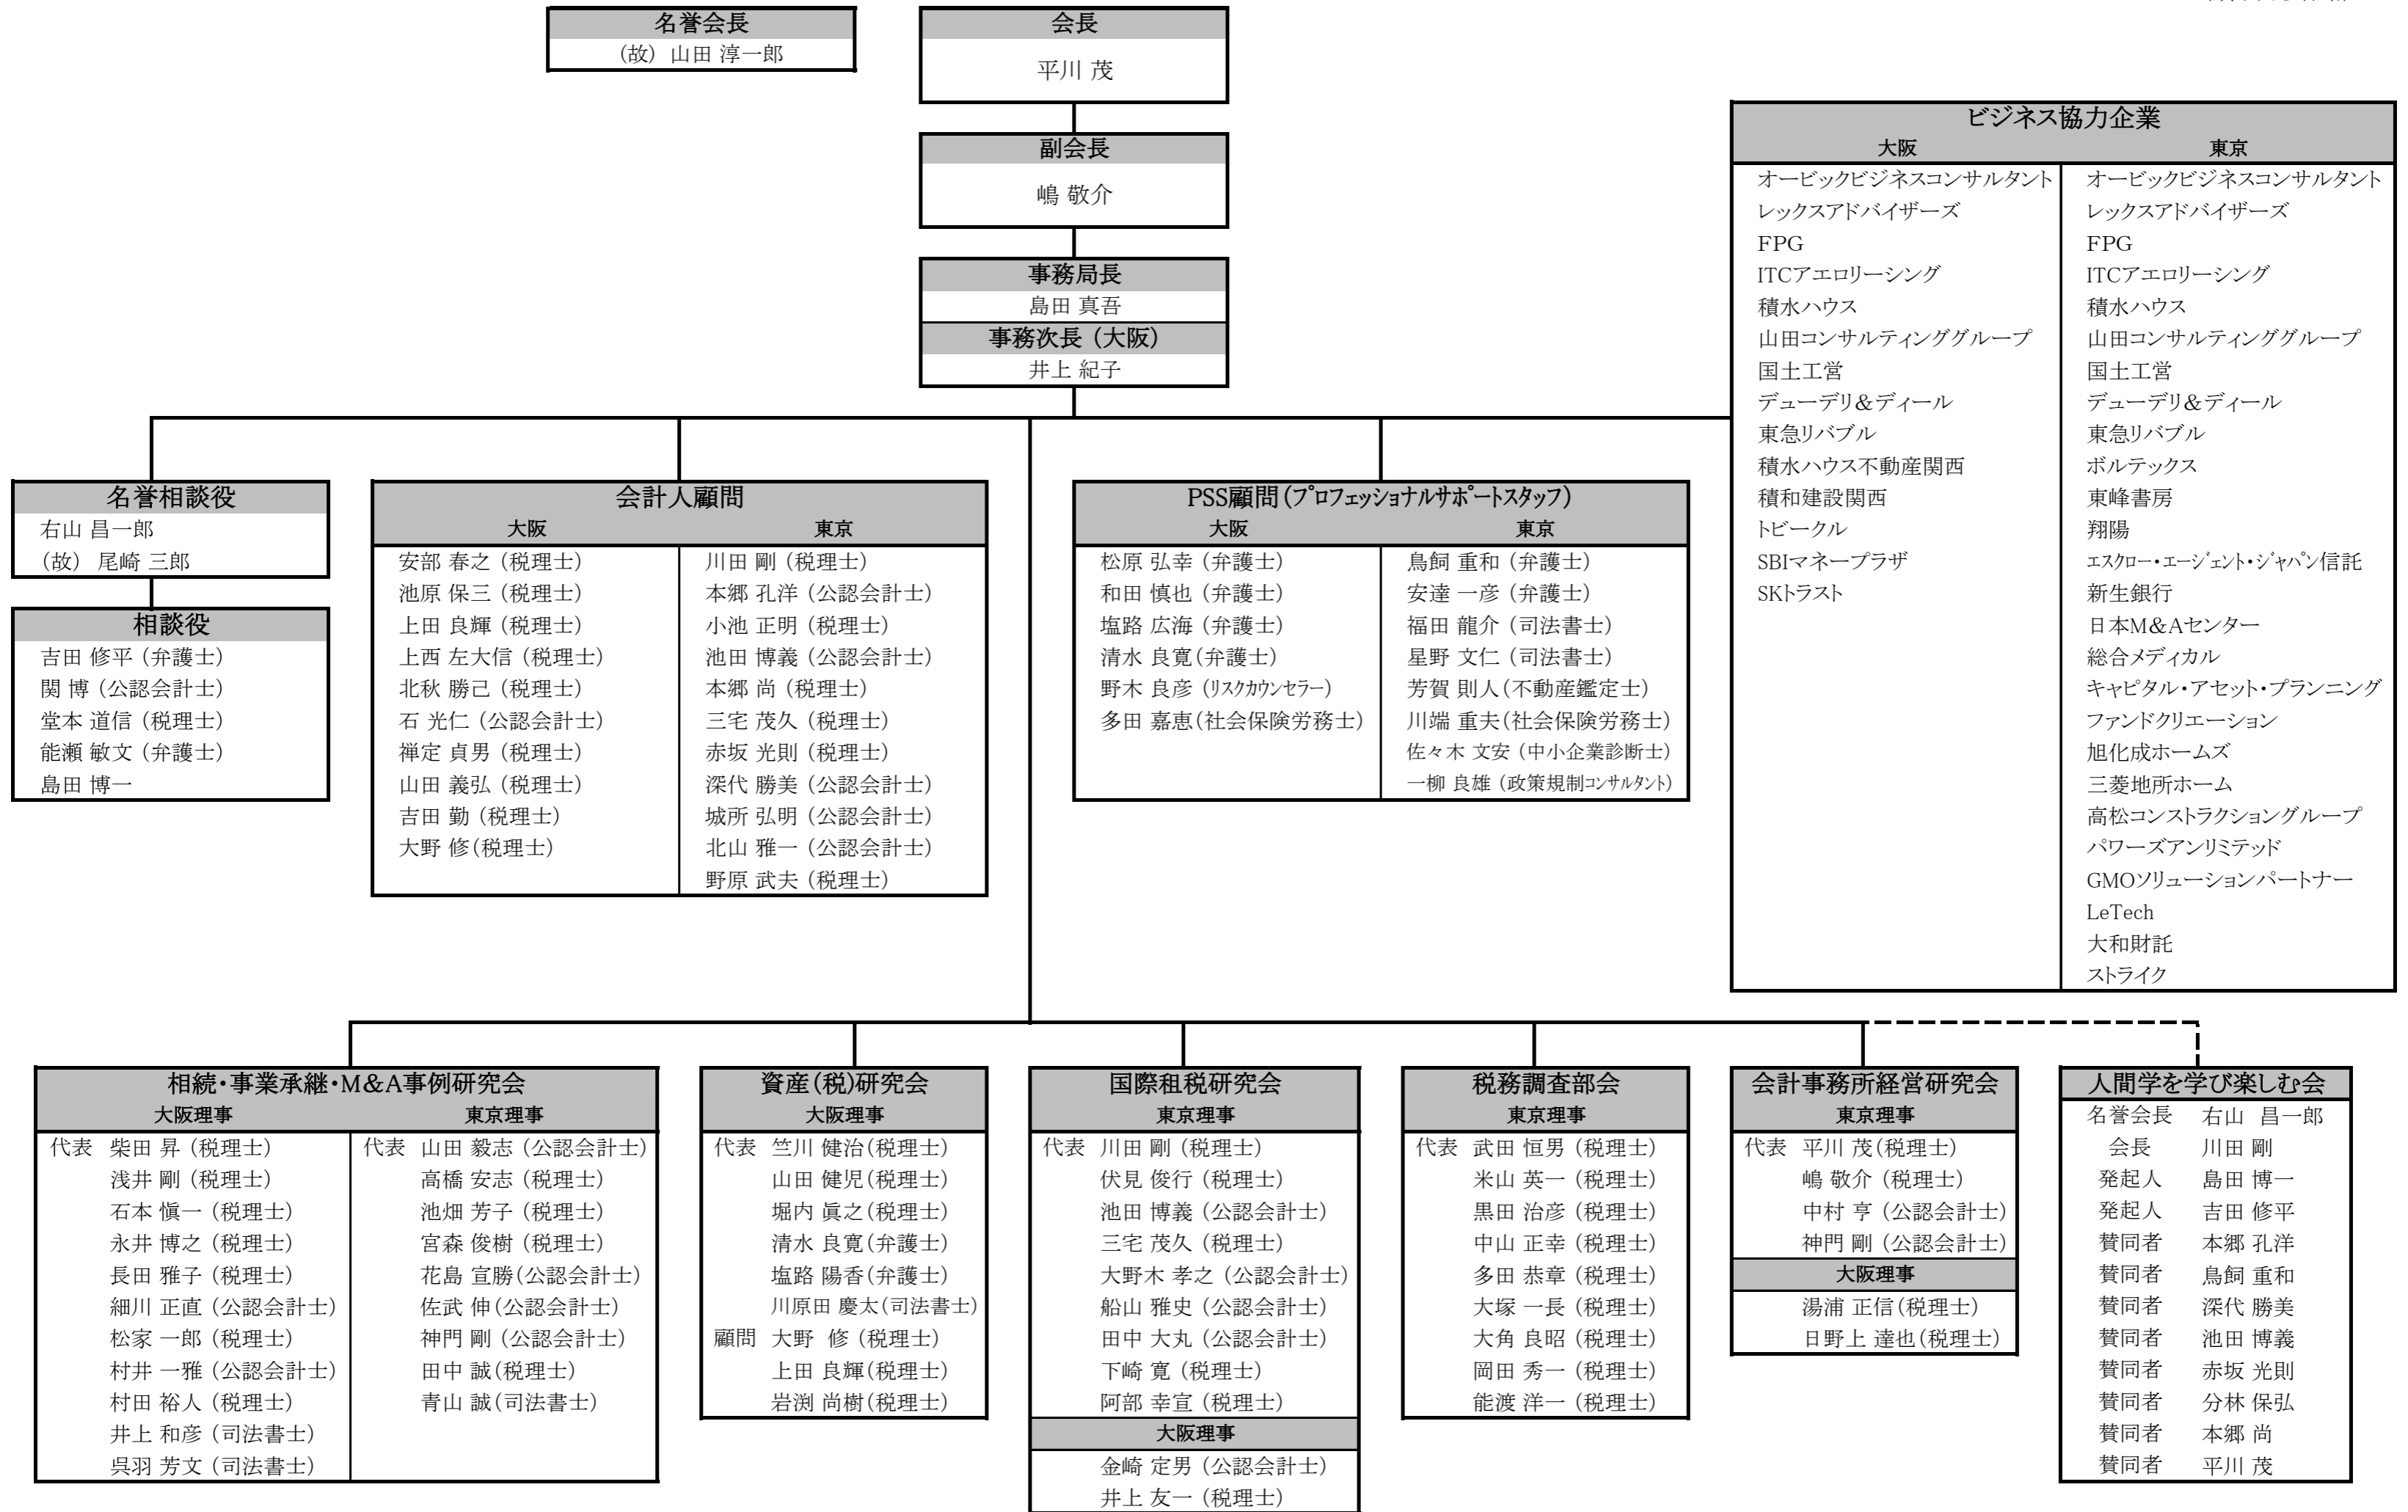 名誉会長
(故) 山田 淳一郎
会長
平川 茂
副会長
嶋 敬介
事務局長
島田 真吾
事務次長 (大阪)
井上 紀子
ビジネス協力企業
大阪
オービックビジネスコンサルタント
レックスアドバイザーズ
FPG
ITCアエロリーシング
積水ハウス
山田コンサルティンググループ
国土工営
デューデリ&ディール
東急リバブル
積水ハウス不動産関西
積和建設関西
トビークル
SBIマネープラザ
SKトラスト
東京
オービックビジネスコンサルタント
レックスアドバイザーズ
FPG
ITCアエロリーシング
積水ハウス
山田コンサルティンググループ
国土工営
デューデリ&ディール
東急リバブル
ボルテックス
東峰書房
翔陽
エスクロー・エージェント・ジャパン信託
新生銀行
日本M&Aセンター
総合メディカル
キャピタル・アセット・プランニング
ファンドクリエーション
旭化成ホームズ
三菱地所ホーム
高松コンストラクショングループ
パワーズアンリミテッド
GMOソリューションパートナー
LeTech
大和財託
ストライク
名誉相談役
右山 昌一郎
(故) 尾崎 三郎
相談役
吉田 修平 (弁護士)
関 博 (公認会計士)
堂本 道信 (税理士)
能瀬 敏文 (弁護士)
島田 博一
会計人顧問
大阪
安部 春之 (税理士)
池原 保三 (税理士)
上田 良輝 (税理士)
上西 左大信 (税理士)
北秋 勝己 (税理士)
石 光仁 (公認会計士)
禅定 貞男 (税理士)
山田 義弘 (税理士)
吉田 勤 (税理士)
大野 修(税理士)
東京
川田 剛 (税理士)
本郷 孔洋 (公認会計士)
小池 正明 (税理士)
池田 博義 (公認会計士)
本郷 尚 (税理士)
三宅 茂久 (税理士)
赤坂 光則 (税理士)
深代 勝美 (公認会計士)
城所 弘明 (公認会計士)
北山 雅一 (公認会計士)
野原 武夫 (税理士)
PSS顧問(プロフェッショナルサポートスタッフ)
大阪
松原 弘幸 (弁護士)
和田 慎也 (弁護士)
塩路 広海 (弁護士)
清水 良寛(弁護士)
野木 良彦 (リスクカウンセラー)
多田 嘉恵(社会保険労務士)
東京
鳥飼 重和 (弁護士)
安達 一彦 (弁護士)
福田 龍介 (司法書士)
星野 文仁 (司法書士)
芳賀 則人(不動産鑑定士)
川端 重夫(社会保険労務士)
佐々木 文安 (中小企業診断士)
一柳 良雄 (政策規制コンサルタント)
相続・事業承継・M&A事例研究会
大阪理事
代表 柴田 昇 (税理士)
浅井 剛 (税理士)
石本 愼一 (税理士)
永井 博之 (税理士)
長田 雅子 (税理士)
細川 正直 (公認会計士)
松家 一郎 (税理士)
村井 一雅 (公認会計士)
村田 裕人 (税理士)
井上 和彦 (司法書士)
呉羽 芳文 (司法書士)
東京理事
代表 山田 毅志 (公認会計士)
高橋 安志 (税理士)
池畑 芳子 (税理士)
宮森 俊樹 (税理士)
花島 宣勝(公認会計士)
佐武 伸(公認会計士)
神門 剛 (公認会計士)
田中 誠(税理士)
青山 誠(司法書士)
資産(税)研究会
大阪理事
代表 竺川 健治(税理士)
山田 健児(税理士)
堀内 眞之(税理士)
清水 良寛(弁護士)
塩路 陽香(弁護士)
川原田 慶太(司法書士)
顧問 大野 修 (税理士)
上田 良輝(税理士)
岩渕 尚樹(税理士)
国際租税研究会
東京理事
代表 川田 剛 (税理士)
伏見 俊行 (税理士)
池田 博義 (公認会計士)
三宅 茂久 (税理士)
大野木 孝之 (公認会計士)
船山 雅史 (公認会計士)
田中 大丸 (公認会計士)
下崎 寛 (税理士)
阿部 幸宣 (税理士)
大阪理事
金崎 定男 (公認会計士)
井上 友一 (税理士)
税務調査部会
東京理事
代表 武田 恒男 (税理士)
米山 英一 (税理士)
黒田 治彦 (税理士)
中山 正幸 (税理士)
多田 恭章 (税理士)
大塚 一長 (税理士)
大角 良昭 (税理士)
岡田 秀一 (税理士)
能渡 洋一 (税理士)
会計事務所経営研究会
東京理事
代表 平川 茂(税理士)
嶋 敬介 (税理士)
中村 亨 (公認会計士)
神門 剛 (公認会計士)
大阪理事
湯浦 正信(税理士)
日野上 達也(税理士)
人間学を学び楽しむ会
名誉会長 右山 昌一郎
会長 川田 剛
発起人 島田 博一
発起人 吉田 修平
賛同者 本郷 孔洋
賛同者 鳥飼 重和
賛同者 深代 勝美
賛同者 池田 博義
賛同者 赤坂 光則
賛同者 分林 保弘
賛同者 本郷 尚
賛同者 平川 茂